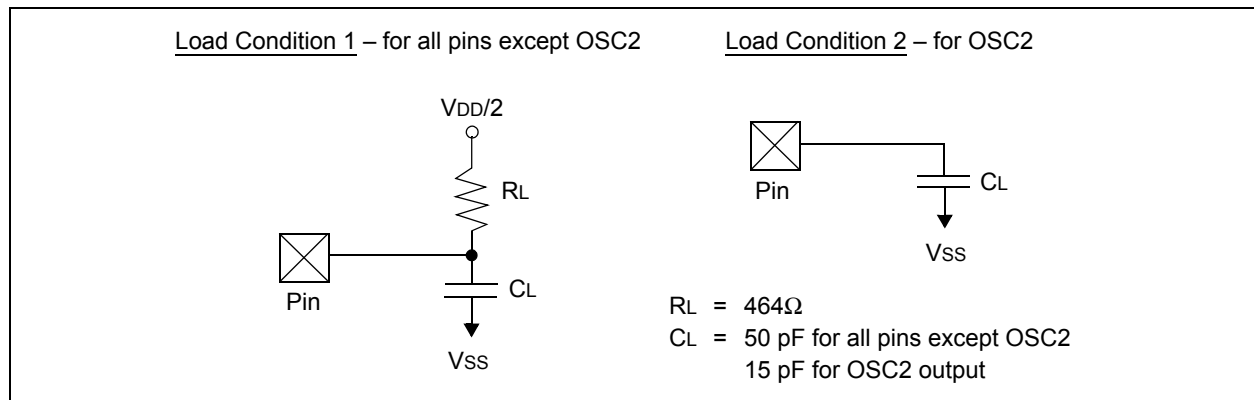 Load Condition 1 – for all pins except OSC2
VDD/2
RL
Pin
CL
VSS
Load Condition 2 – for OSC2
Pin
CL
VSS
RL = 464Ω
CL = 50 pF for all pins except OSC2
15 pF for OSC2 output